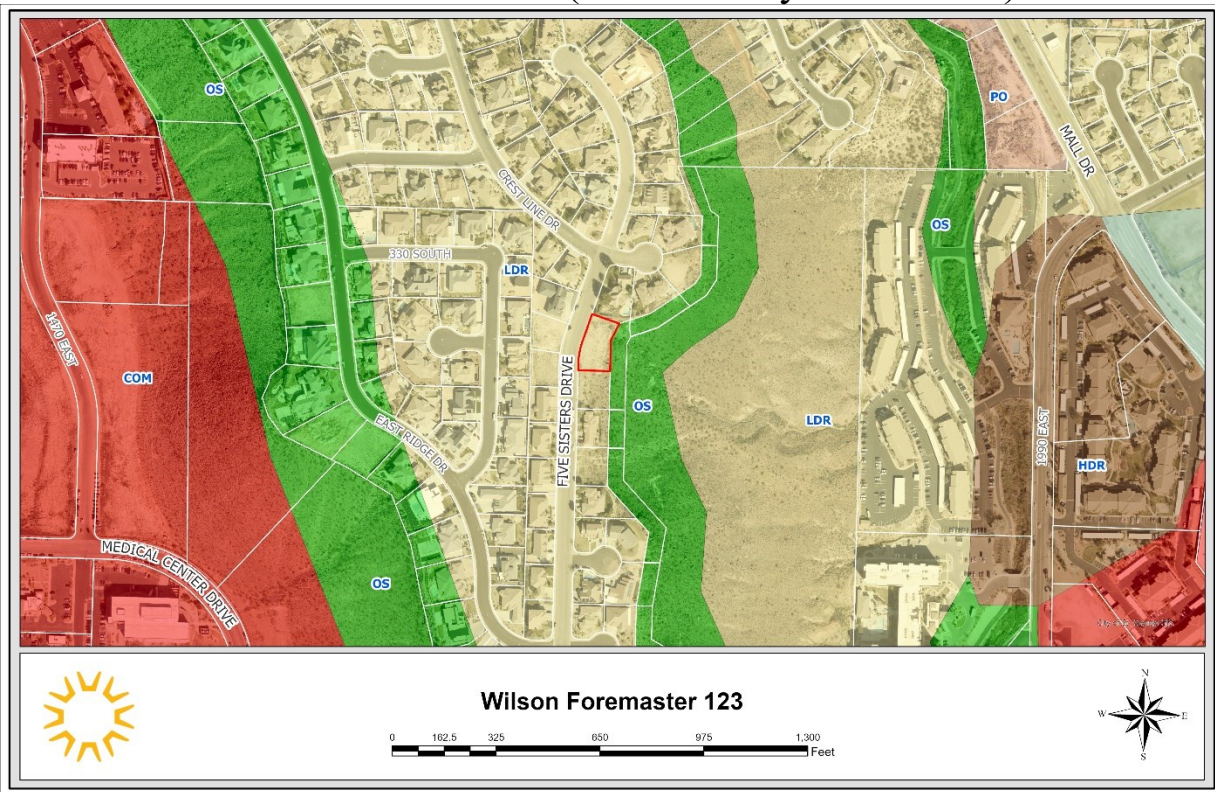 OS
PO
MALL DR
CREST LINE DR
OS
330 SOUTH
LDR
1470 EAST
COM
FIVE SISTERS DRIVE
OS
LDR
EAST RIDGE DR
1990 EAST
HDR
MEDICAL CENTER DRIVE
OS
Wilson Foremaster 123
0 162.5 325 650 975 1,300
Feet
N
W E
S